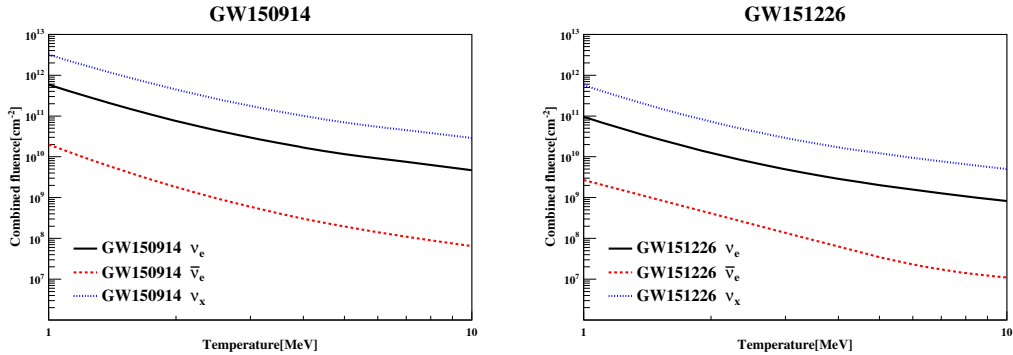 GW150914
Combined fluence[cm⁻²]
10¹³
10¹²
10¹¹
10¹⁰
10⁹
10⁸
10⁷
GW150914 νₑ
GW150914 ν̅ₑ
GW150914 νₓ
1
10
Temperature[MeV]
GW151226
Combined fluence[cm⁻²]
10¹³
10¹²
10¹¹
10¹⁰
10⁹
10⁸
10⁷
GW151226 νₑ
GW151226 ν̅ₑ
GW151226 νₓ
1
10
Temperature[MeV]